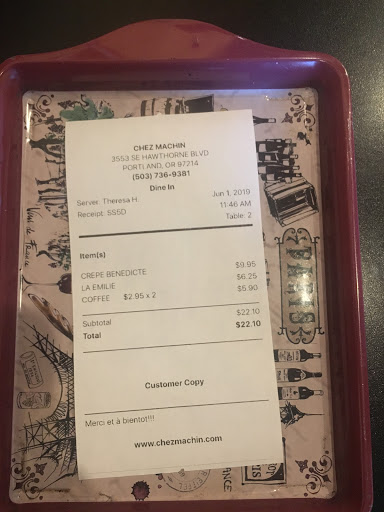 CHEZ MACHIN
3553 SE HAWTHORNE BLVD
PORTLAND, OR 97214
(503) 736-9381
Dine In
Server: Theresa H. Jun 1, 2019
Receipt: SS5D 11:46 AM
Table: 2
Item(s)
CREPE BENEDICTE $9.95
LA EMILIE $6.25
COFFEE $2.95 x 2 $5.90
Subtotal $22.10
Total $22.10
Customer Copy
Merci et à bientot!!!
www.chezmachin.com
PARIS